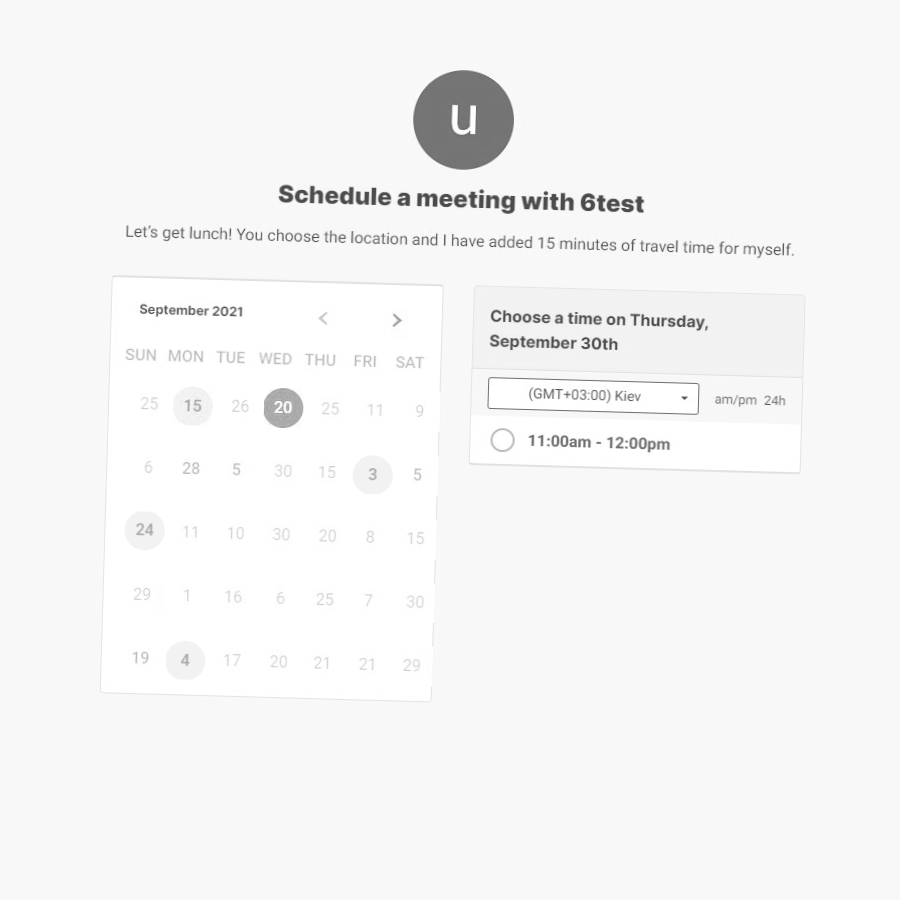 u
Schedule a meeting with 6test
Let's get lunch! You choose the location and I have added 15 minutes of travel time for myself.
September 2021
SUN MON TUE WED THU FRI SAT
25 15 26 20 25 11 9
6 28 5 30 15 3 5
24 11 10 30 20 8 15
29 1 16 6 25 7 30
19 4 17 20 21 21 29
Choose a time on Thursday,
September 30th
(GMT+03:00) Kiev am/pm 24h
11:00am - 12:00pm